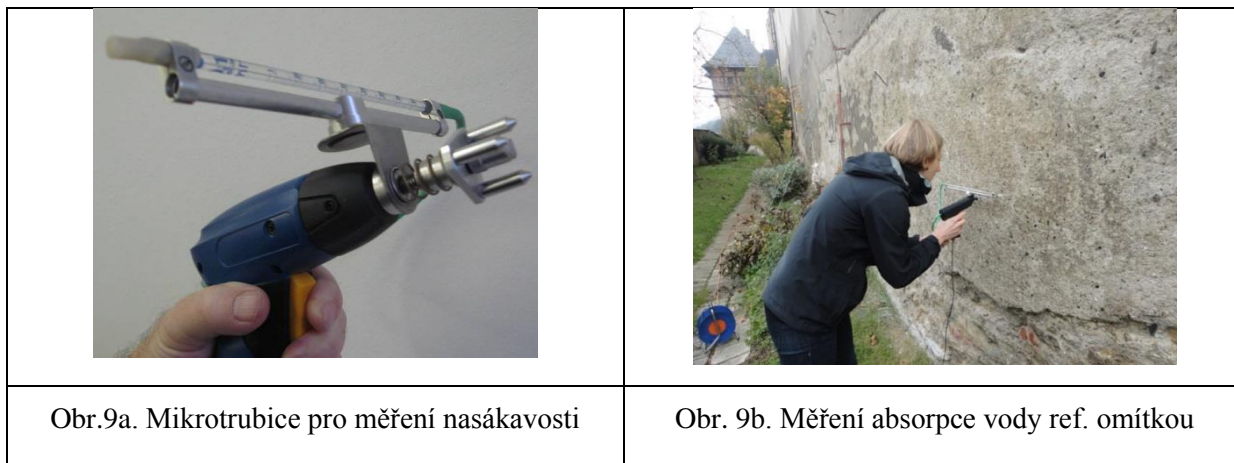 Obr.9a. Mikrotrubice pro měření nasákavosti
Obr. 9b. Měření absorpce vody ref. omítkou